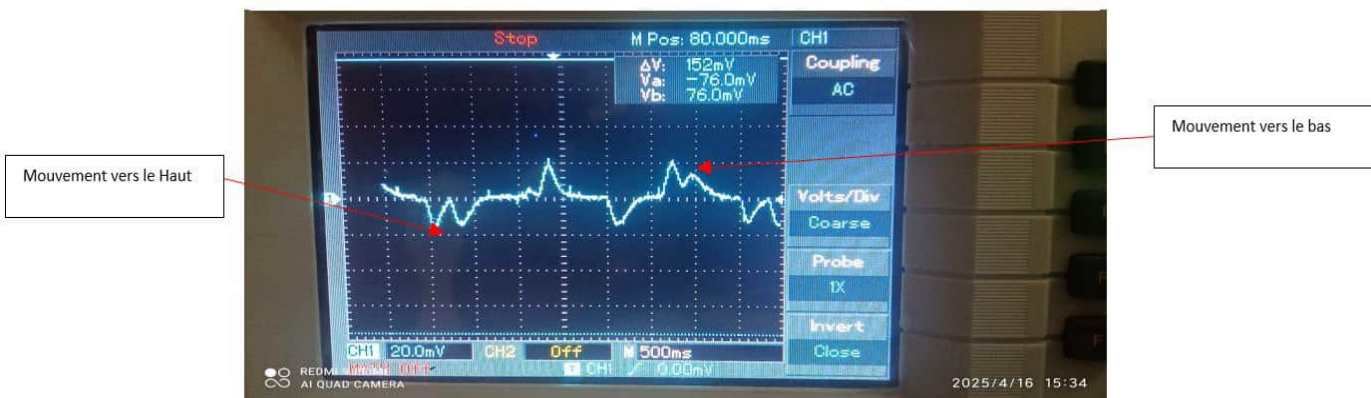 Stop M Pos: 80.000ms CH1
ΔV: 152mV
Va: -76.0mV
Vb: 76.0mV
Coupling
AC
Mouvement vers le bas
Mouvement vers le Haut
1
Volts/Div
Coarse
Probe
1X
Invert
Close
CH1 20.0mV CH2 Off M 500ms
Off T CH1 0.00mV
REDMI
AI QUAD CAMERA
2025/4/16 15:34